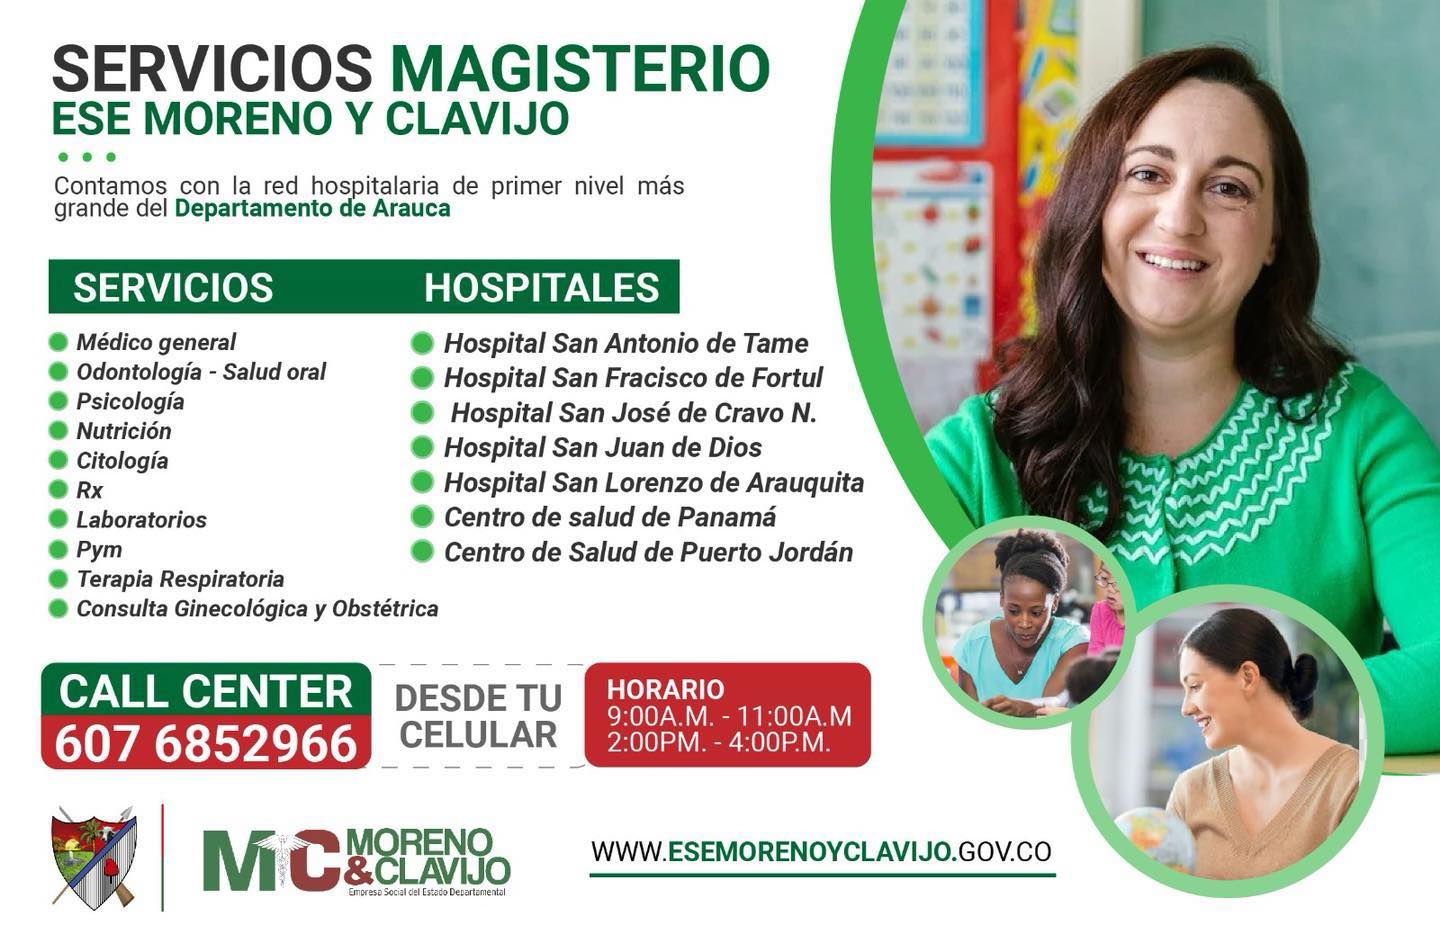 SERVICIOS MAGISTERIO
ESE MORENO Y CLAVIJO
Contamos con la red hospitalaria de primer nivel más
grande del Departamento de Arauca
SERVICIOS
Médico general
Odontología - Salud oral
Psicología
Nutrición
Citología
Rx
Laboratorios
Pym
Terapia Respiratoria
Consulta Ginecológica y Obstétrica
HOSPITALES
Hospital San Antonio de Tame
Hospital San Fracisco de Fortul
Hospital San José de Cravo N.
Hospital San Juan de Dios
Hospital San Lorenzo de Arauquita
Centro de salud de Panamá
Centro de Salud de Puerto Jordán
CALL CENTER
607 6852966
DESDE TU
CELULAR
HORARIO
9:00A.M. - 11:00A.M
2:00PM. - 4:00P.M.
MC MORENO
&CLAVIJO
Empresa Social del Estado Departamental
WWW.ESEMORENOYCLAVIJO.GOV.CO